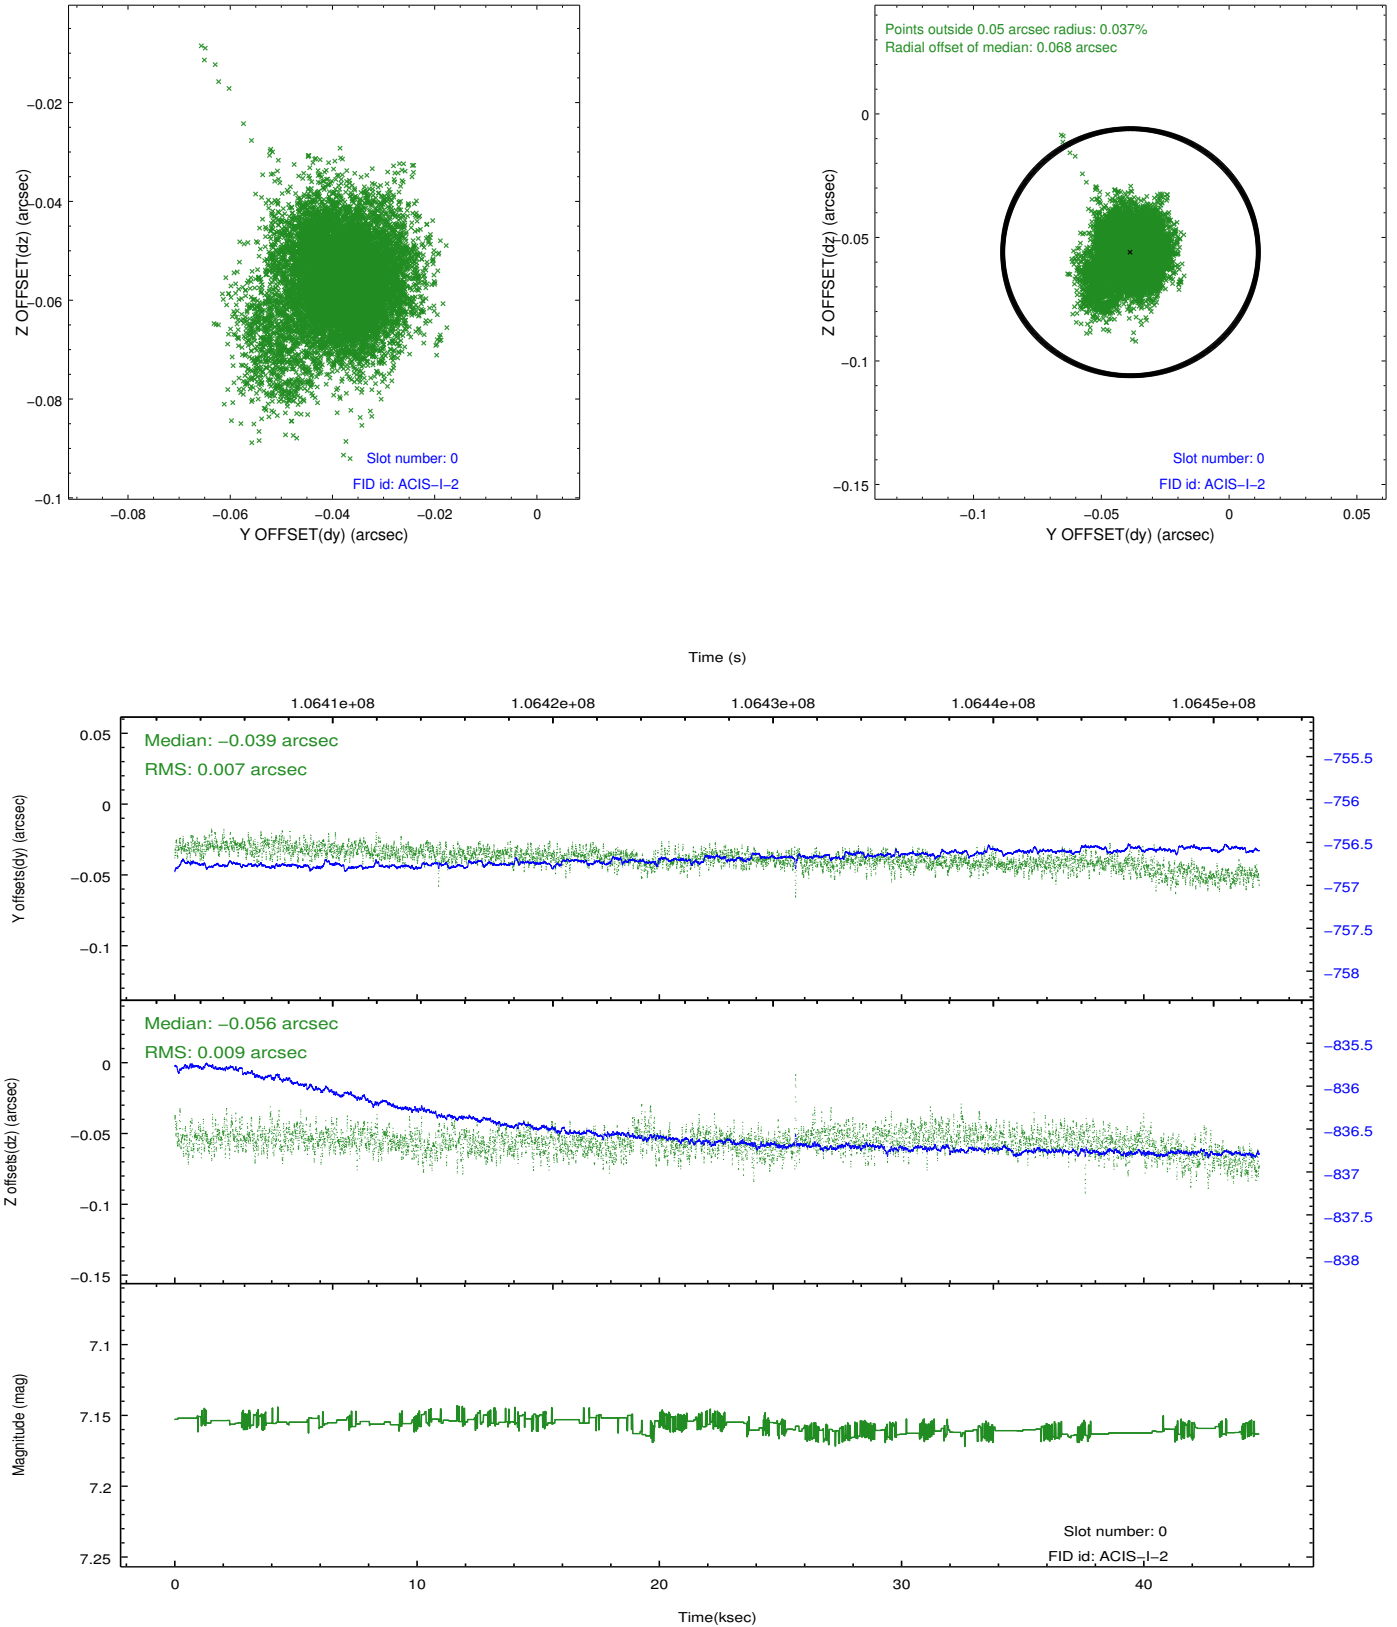 Z OFFSET(dz) (arcsec)
−0.02
−0.04
−0.06
−0.08
−0.1
−0.08
−0.06
−0.04
−0.02
0
Y OFFSET(dy) (arcsec)
Slot number: 0
FID id: ACIS−I−2
Points outside 0.05 arcsec radius: 0.037%
Radial offset of median: 0.068 arcsec
Z OFFSET(dz) (arcsec)
0
−0.05
−0.1
−0.15
−0.1
−0.05
0
0.05
Y OFFSET(dy) (arcsec)
Slot number: 0
FID id: ACIS−I−2
Time (s)
1.0641e+08
1.0642e+08
1.0643e+08
1.0644e+08
1.0645e+08
Median: −0.039 arcsec
RMS: 0.007 arcsec
Y offsets(dy) (arcsec)
0.05
0
−0.05
−0.1
−755.5
−756
−756.5
−757
−757.5
−758
Median: −0.056 arcsec
RMS: 0.009 arcsec
Z offsets(dz) (arcsec)
0
−0.05
−0.1
−0.15
−835.5
−836
−836.5
−837
−837.5
−838
Magnitude (mag)
7.1
7.15
7.2
7.25
Slot number: 0
FID id: ACIS−I−2
0
10
20
30
40
Time(ksec)